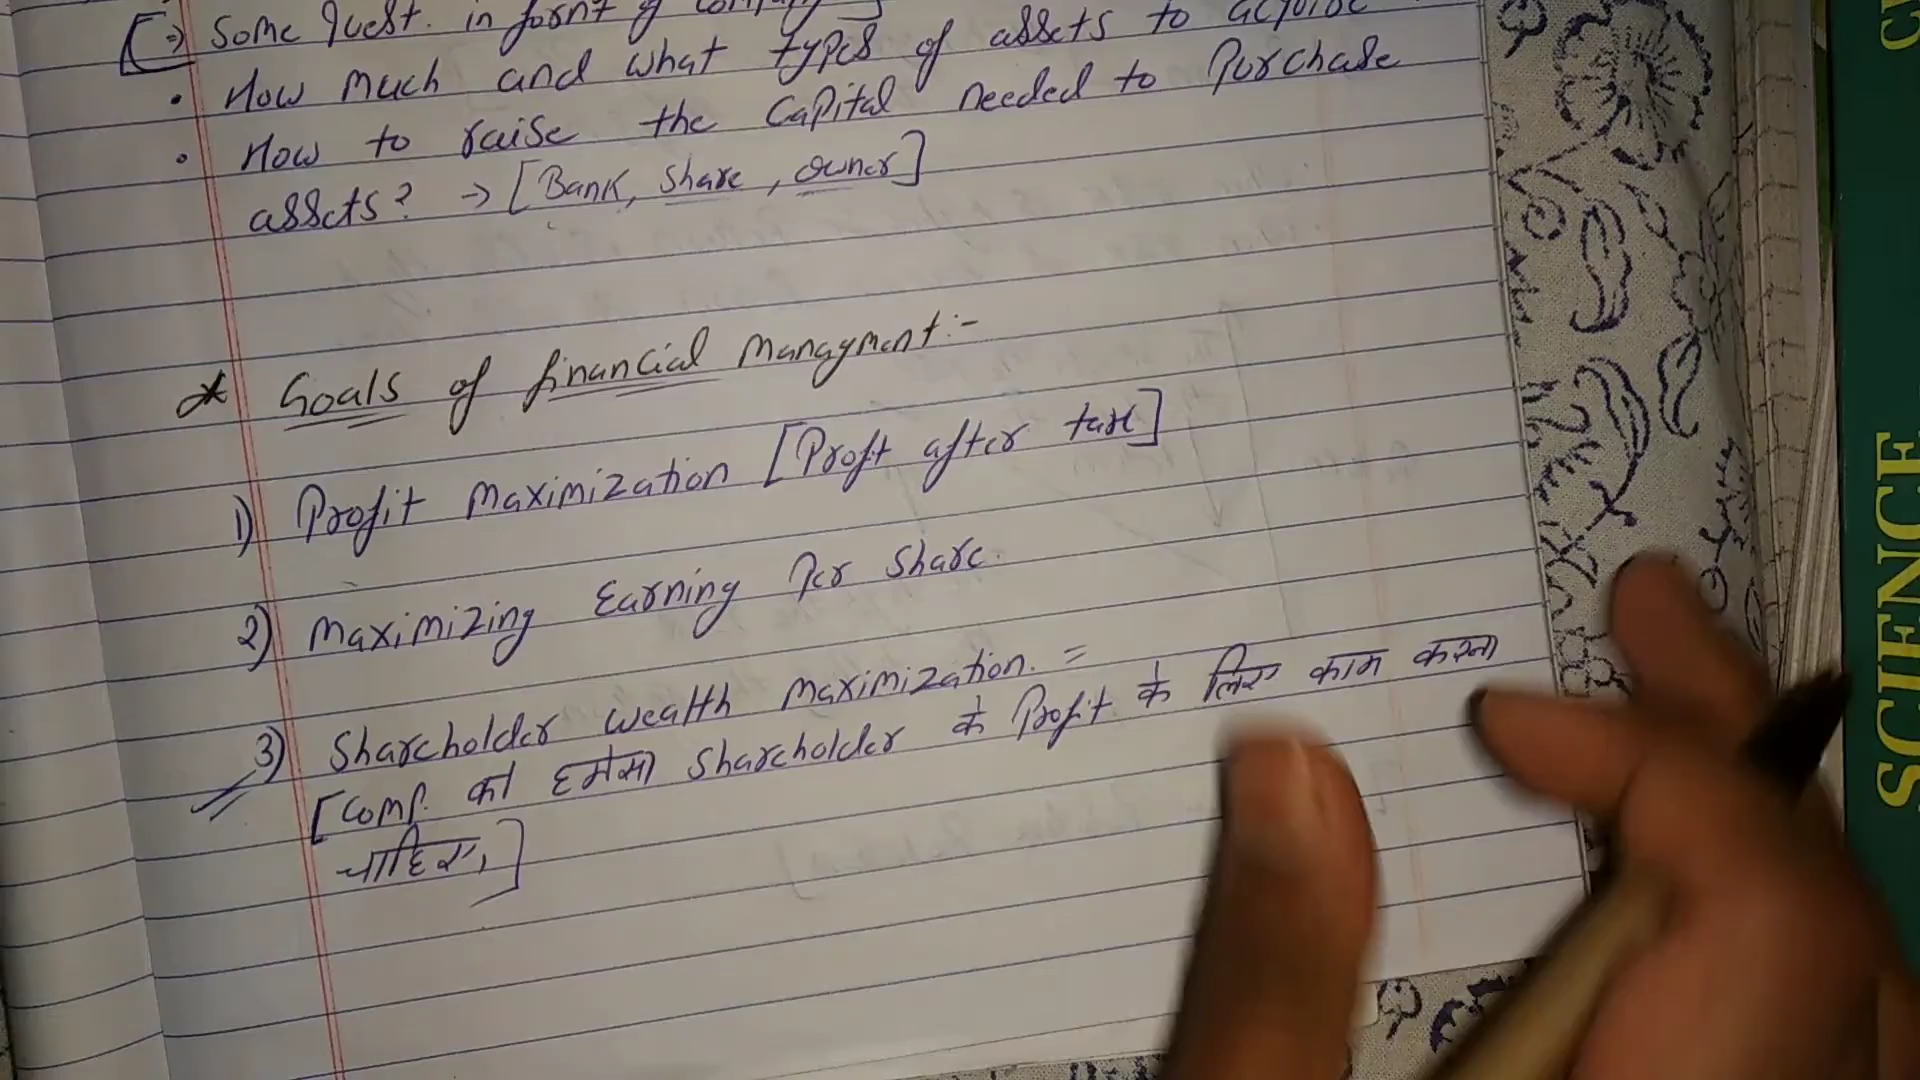 [⇒ Some Quest. in front of company
• How much and what types of assets to acquire
• How to raise the Capital needed to Purchase
assets? → [Bank, Share, Owner]
* Goals of financial Managment:-
1) Profit Maximization [Profit after tax]
2) Maximizing Earning Per Share.
3) Shareholder wealth Maximization. =
[Comp. को हमेसा Shareholder के Profit के लिए काम करना
चाहिए,]
SCIENCE